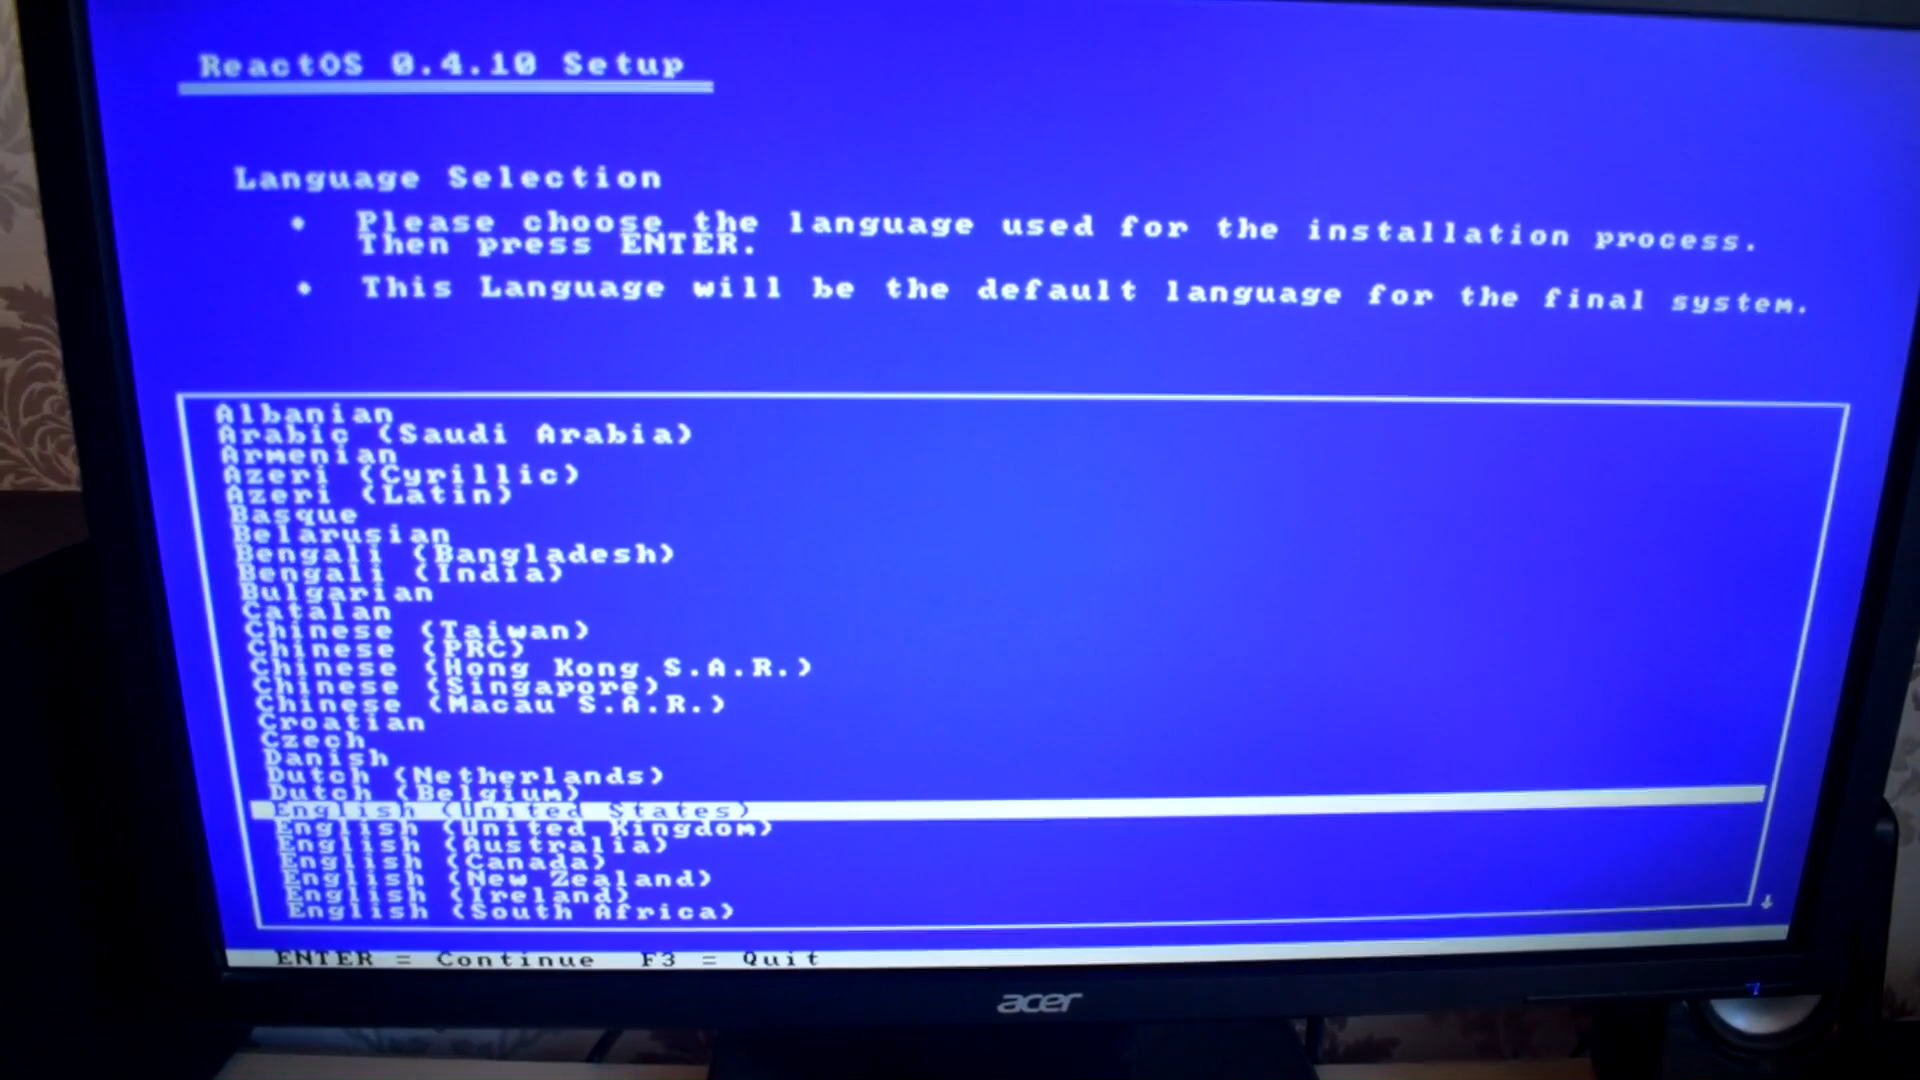 ReactOS 0.4.10 Setup
Language Selection
• Please choose the language used for the installation process.
Then press ENTER.
• This Language will be the default language for the final system.
Albanian
Arabic (Saudi Arabia)
Armenian
Azeri (Cyrillic)
Azeri (Latin)
Basque
Belarusian
Bengali (Bangladesh)
Bengali (India)
Bulgarian
Catalan
Chinese (Taiwan)
Chinese (PRC)
Chinese (Hong Kong S.A.R.)
Chinese (Singapore)
Chinese (Macau S.A.R.)
Croatian
Czech
Danish
Dutch (Netherlands)
Dutch (Belgium)
English (United States)
English (United Kingdom)
English (Australia)
English (Canada)
English (New Zealand)
English (Ireland)
English (South Africa)
ENTER = Continue F3 = Quit
acer